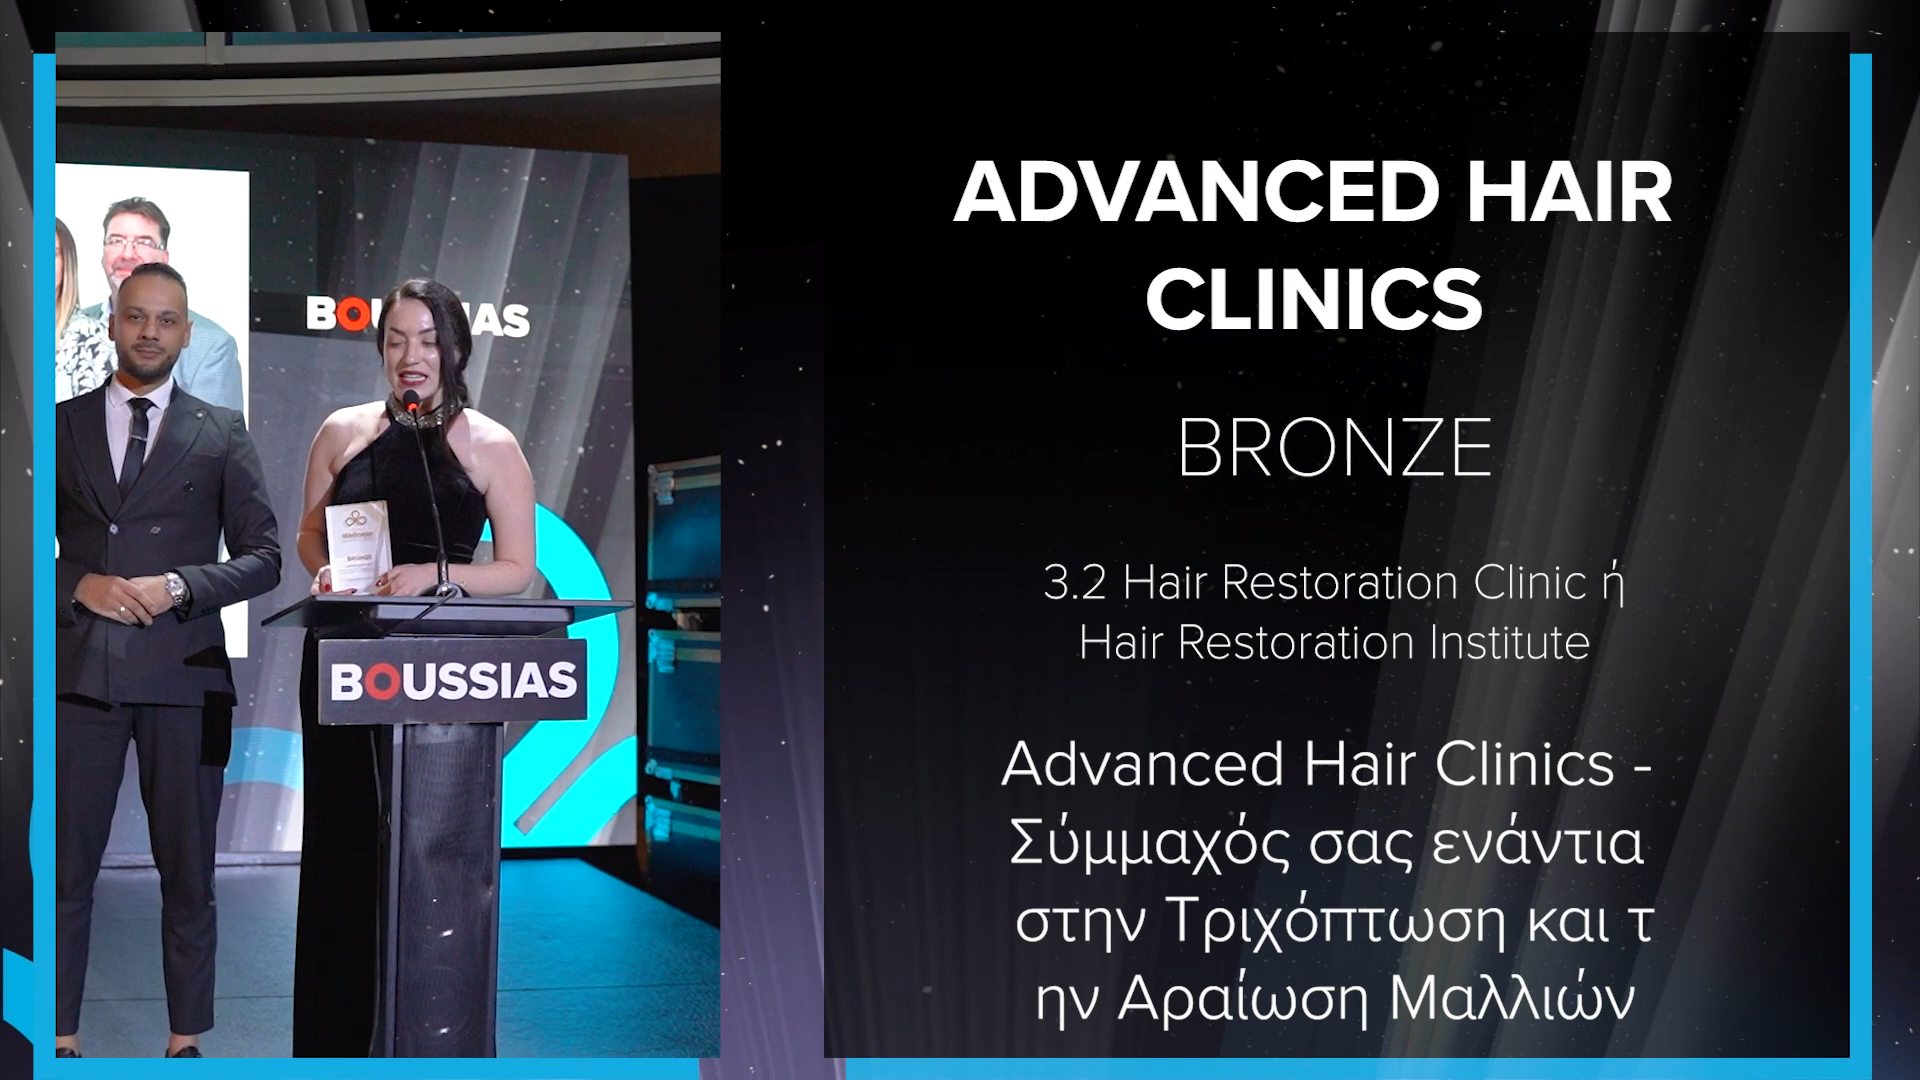 ADVANCED HAIR
CLINICS
BRONZE
3.2 Hair Restoration Clinic ή
Hair Restoration Institute
Advanced Hair Clinics -
Σύμμαχός σας ενάντια
στην Τριχόπτωση και τ
ην Αραίωση Μαλλιών
BOUSSIAS